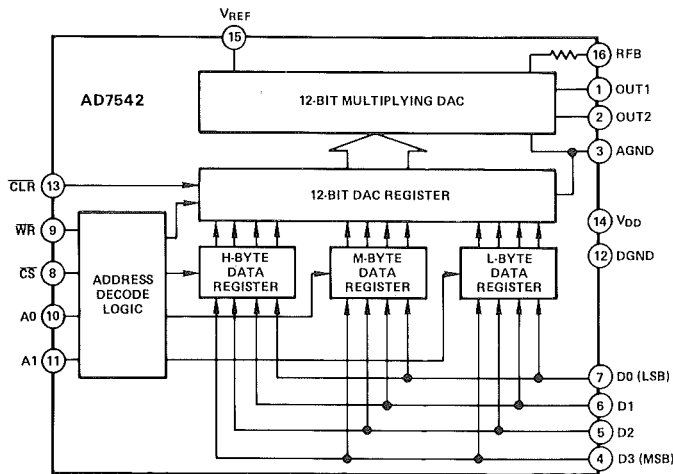 VREF
15
16 RFB
AD7542
12-BIT MULTIPLYING DAC
1 OUT1
2 OUT2
3 AGND
CLR 13
12-BIT DAC REGISTER
WR 9
14 VDD
CS 8
ADDRESS
DECODE
LOGIC
H-BYTE
DATA
REGISTER
M-BYTE
DATA
REGISTER
L-BYTE
DATA
REGISTER
12 DGND
A0 10
A1 11
7 D0 (LSB)
6 D1
5 D2
4 D3 (MSB)